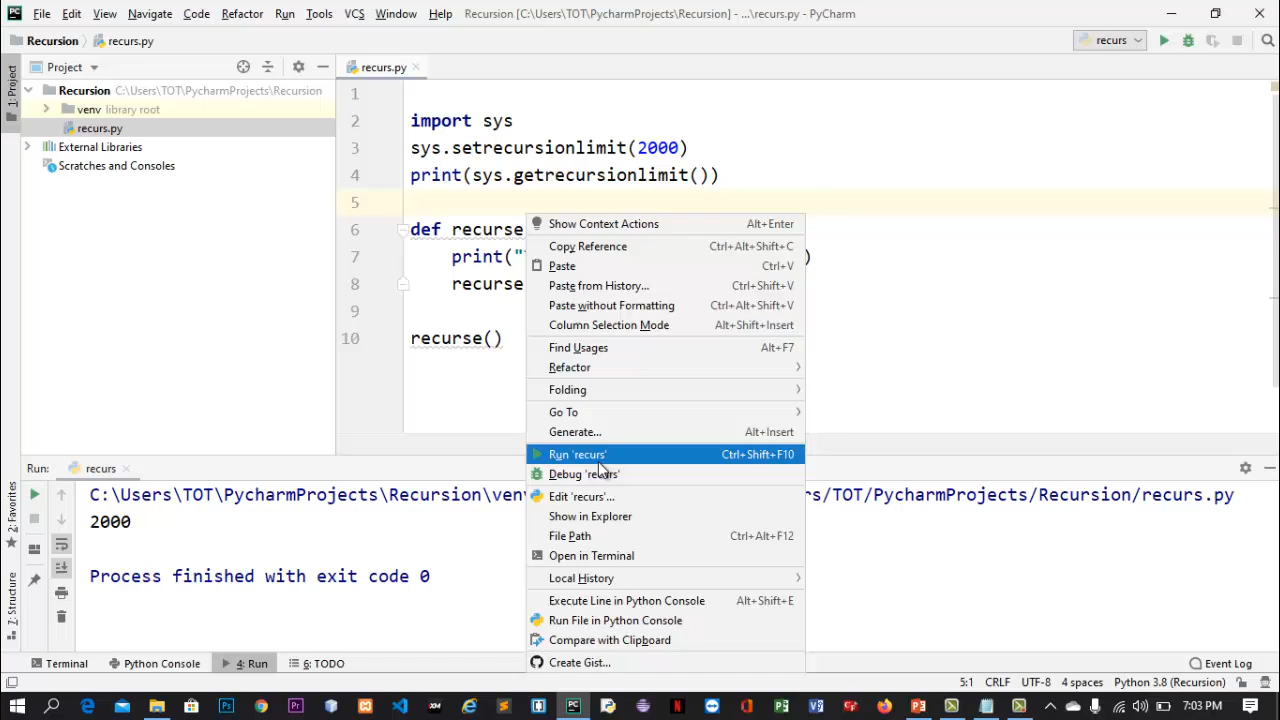 File Edit View Navigate Code Refactor Run Tools VCS Window Help Recursion [C:\Users\TOT\PycharmProjects\Recursion] - ...\recurs.py - PyCharm
Recursion recurs.py recurs
1: Project
Project
recurs.py
Recursion C:\Users\TOT\PycharmProjects\Recursion
venv library root
recurs.py
External Libraries
Scratches and Consoles
1
2 import sys
3 sys.setrecursionlimit(2000)
4 print(sys.getrecursionlimit())
5
6 def recurse
7 print(" )
8 recurse
9
10 recurse()
Show Context Actions Alt+Enter
Copy Reference Ctrl+Alt+Shift+C
Paste Ctrl+V
Paste from History... Ctrl+Shift+V
Paste without Formatting Ctrl+Alt+Shift+V
Column Selection Mode Alt+Shift+Insert
Find Usages Alt+F7
Refactor
Folding
Go To
Generate... Alt+Insert
Run 'recurs' Ctrl+Shift+F10
Debug 'recurs'
Edit 'recurs'...
Show in Explorer
File Path Ctrl+Alt+F12
Open in Terminal
Local History
Execute Line in Python Console Alt+Shift+E
Run File in Python Console
Compare with Clipboard
Create Gist...
Run: recurs
C:\Users\TOT\PycharmProjects\Recursion\venv s/TOT/PycharmProjects/Recursion/recurs.py
2000
Process finished with exit code 0
2: Favorites
7: Structure
Terminal Python Console 4: Run 6: TODO Event Log
5:1 CRLF UTF-8 4 spaces Python 3.8 (Recursion)
7:03 PM